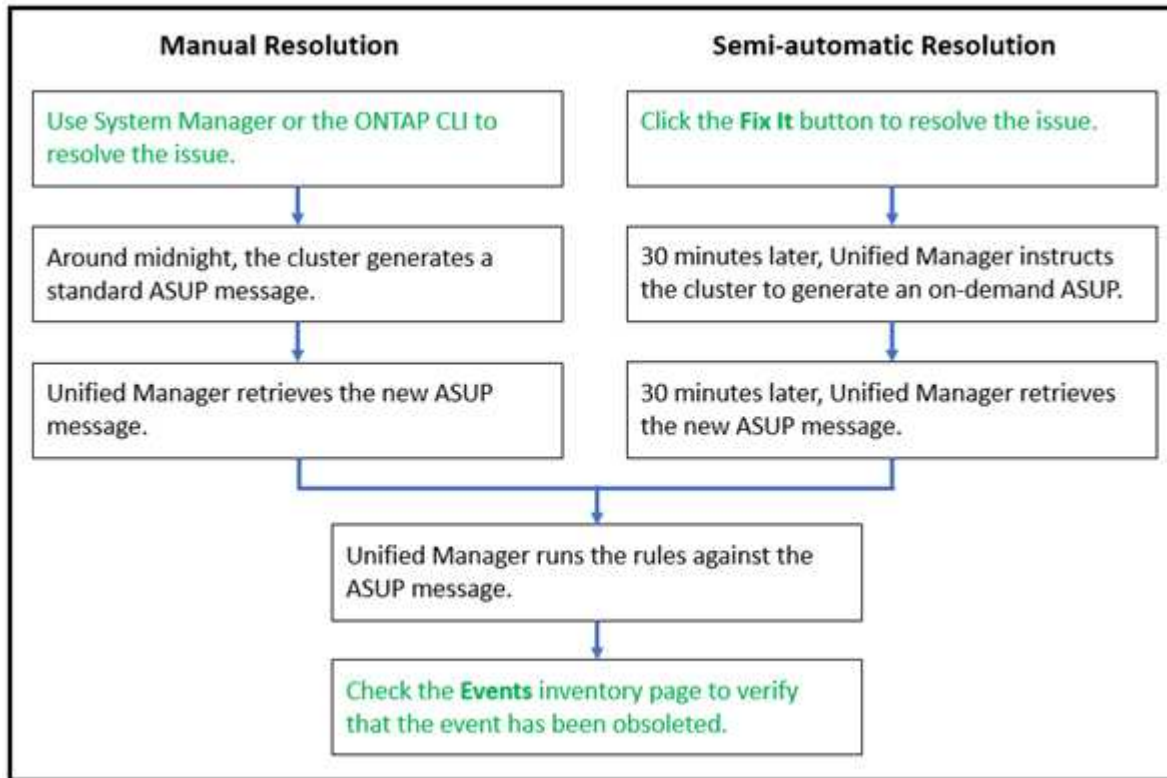 Manual Resolution
Use System Manager or the ONTAP CLI to
resolve the issue.
Around midnight, the cluster generates a
standard ASUP message.
Unified Manager retrieves the new ASUP
message.
Semi-automatic Resolution
Click the Fix It button to resolve the issue.
30 minutes later, Unified Manager instructs
the cluster to generate an on-demand ASUP.
30 minutes later, Unified Manager retrieves
the new ASUP message.
Unified Manager runs the rules against the
ASUP message.
Check the Events inventory page to verify
that the event has been obsoleted.